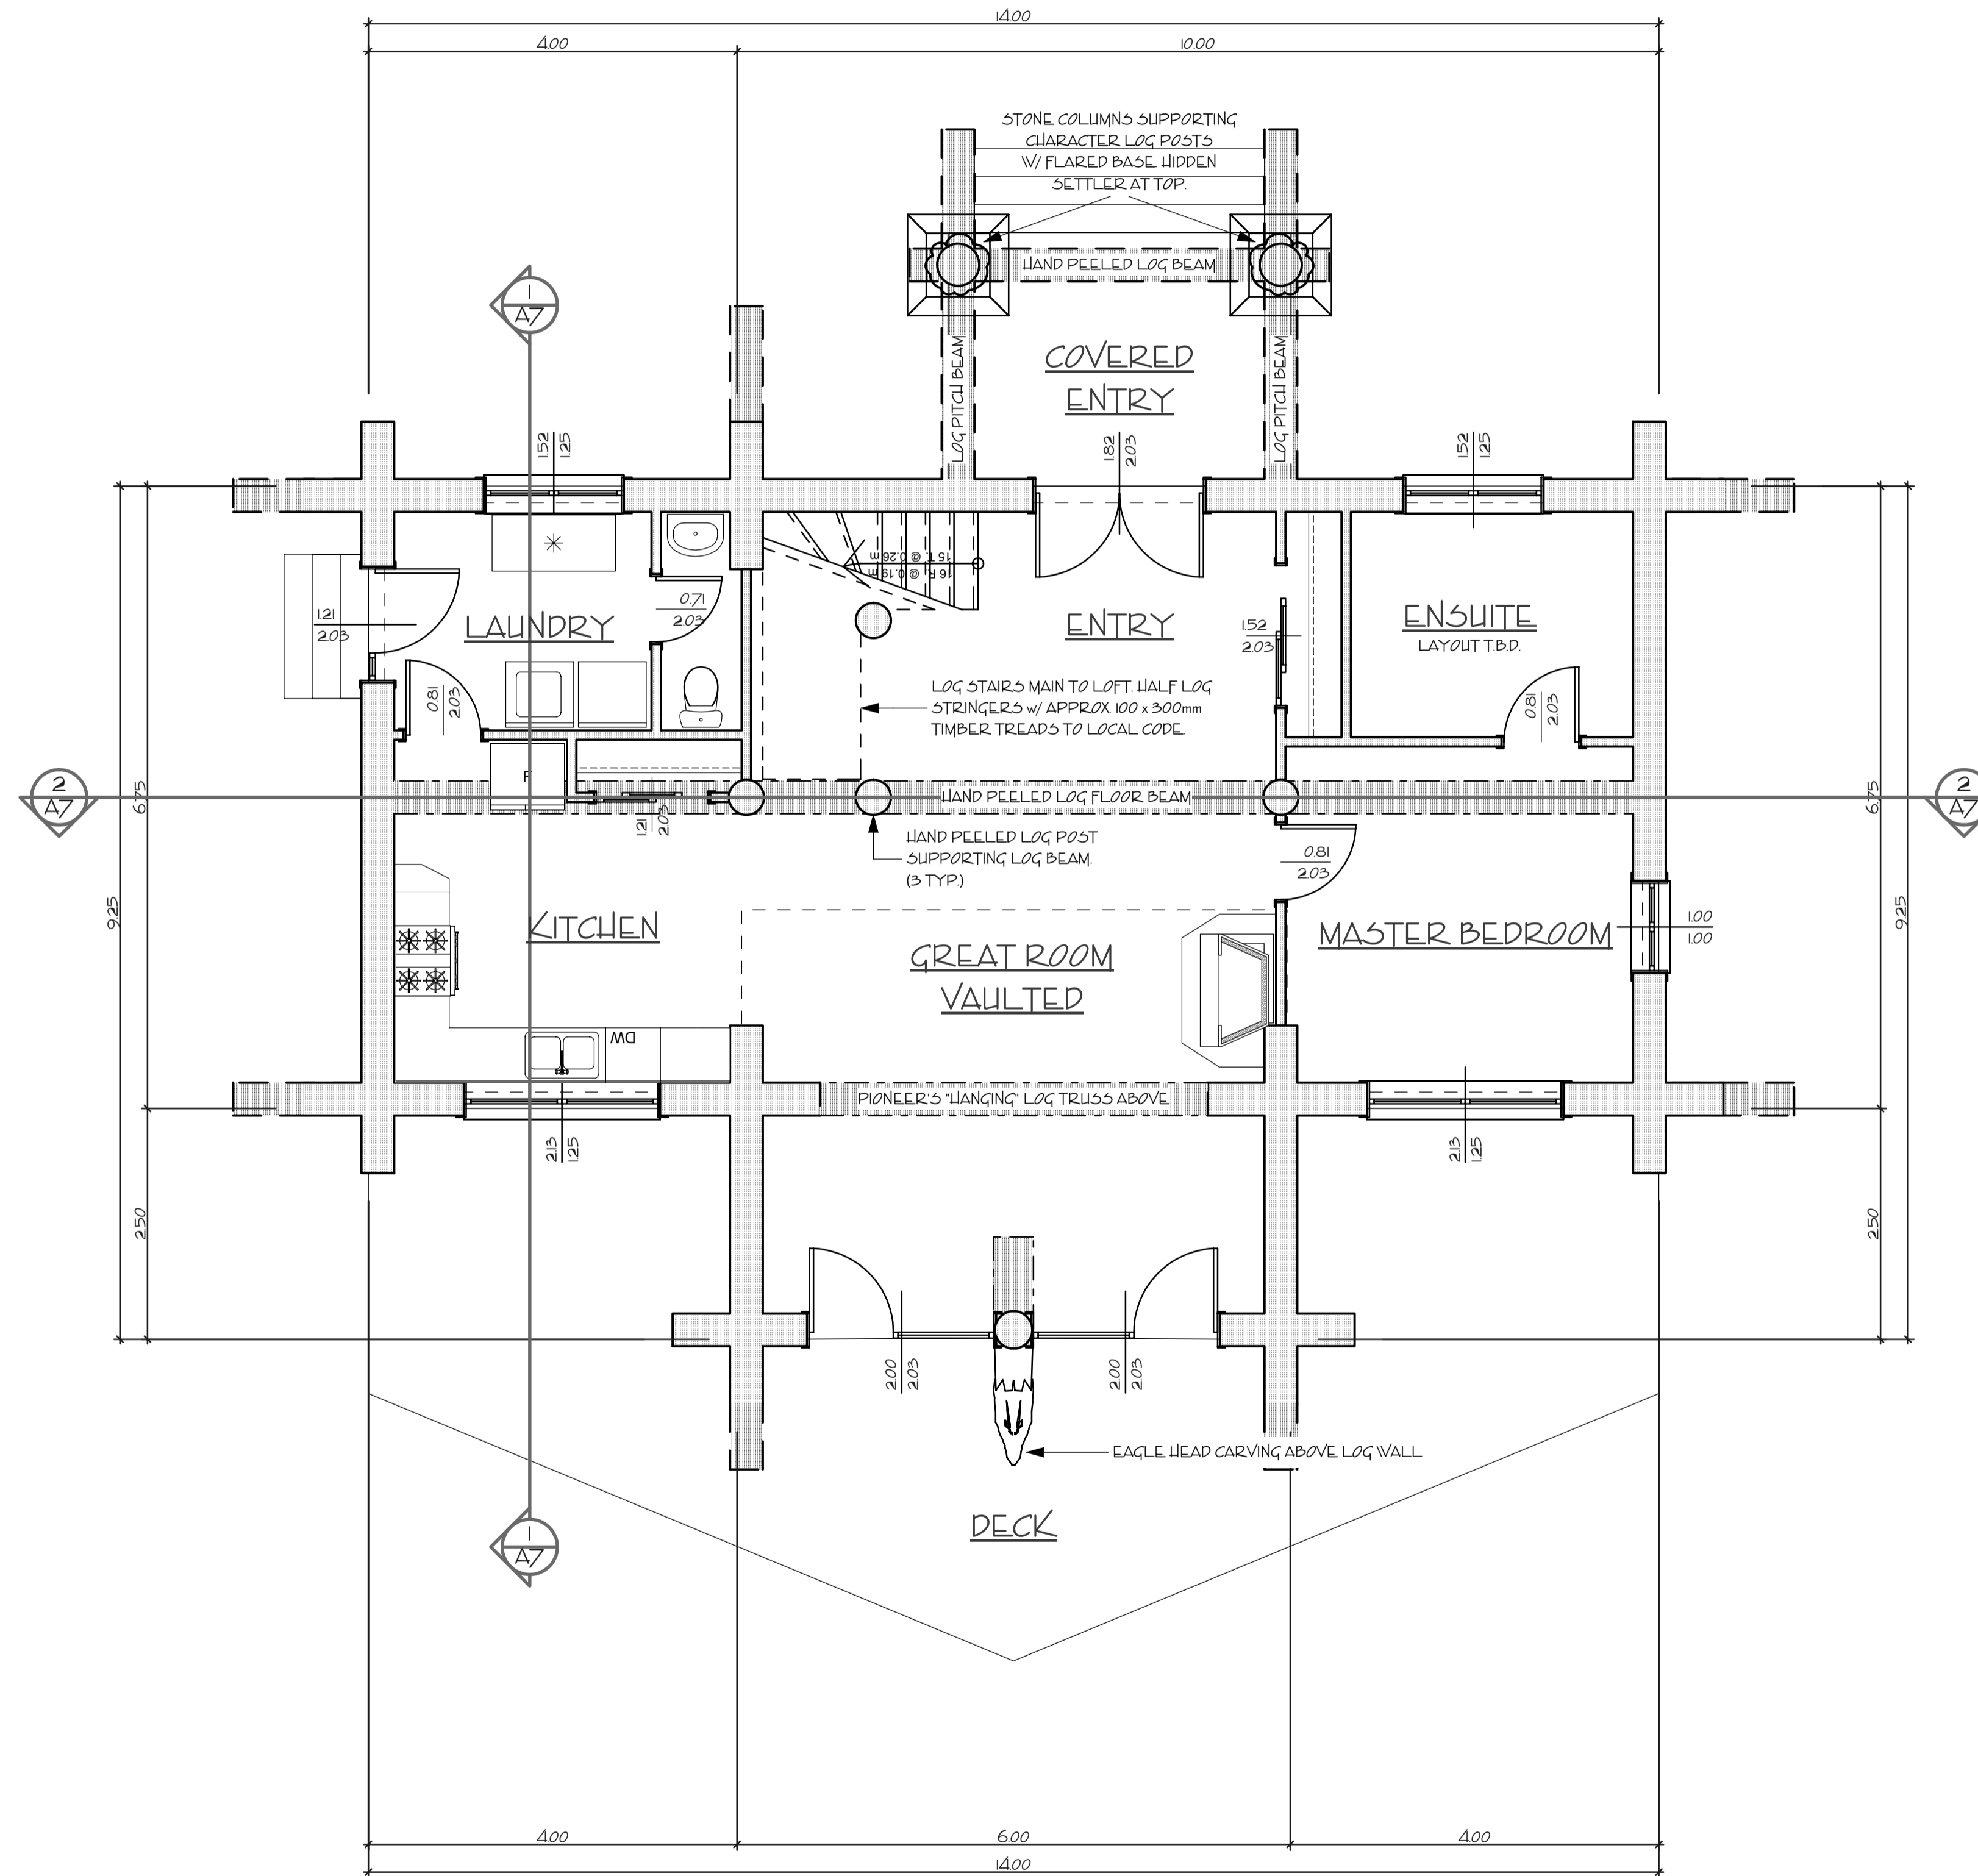 14.00
4.00
10.00
STONE COLUMNS SUPPORTING
CHARACTER LOG POSTS
W/ FLARED BASE HIDDEN
SETTLER AT TOP.
HAND PEELED LOG BEAM
1
A7
LOG PITCH BEAM
LOG PITCH BEAM
COVERED
ENTRY
1.52
1.25
1.82
2.03
1.52
1.25
15 T. @ 0.26 m
16 R. @ 0.19 m
1.21
2.03
LAUNDRY
0.71
2.03
ENTRY
1.52
2.03
ENSUITE
LAYOUT T.B.D.
0.81
2.03
LOG STAIRS MAIN TO LOFT. HALF LOG
STRINGERS w/ APPROX. 100 x 300mm
TIMBER TREADS TO LOCAL CODE
0.81
2.03
2
A7
6.75
F
HAND PEELED LOG FLOOR BEAM
6.75
2
A7
1.21
2.03
HAND PEELED LOG POST
SUPPORTING LOG BEAM.
(3 TYP.)
0.81
2.03
9.25
KITCHEN
GREAT ROOM
VAULTED
MASTER BEDROOM
1.00
1.00
9.25
DW
PIONEER'S "HANGING" LOG TRUSS ABOVE
2.13
1.25
2.13
1.25
2.50
2.50
2.00
2.03
2.00
2.03
EAGLE HEAD CARVING ABOVE LOG WALL
DECK
1
A7
4.00
6.00
4.00
14.00